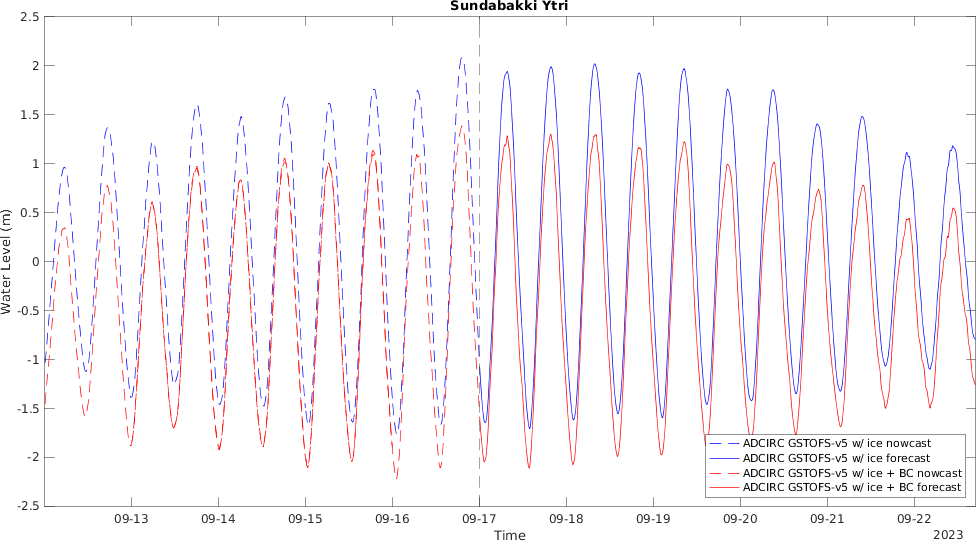 Sundabakki Ytri
2.5
2
1.5
1
0.5
0
-0.5
-1
-1.5
-2
-2.5
Water Level (m)
09-13 09-14 09-15 09-16 09-17 09-18 09-19 09-20 09-21 09-22
Time
2023
ADCIRC GSTOFS-v5 w/ ice nowcast
ADCIRC GSTOFS-v5 w/ ice forecast
ADCIRC GSTOFS-v5 w/ ice + BC nowcast
ADCIRC GSTOFS-v5 w/ ice + BC forecast